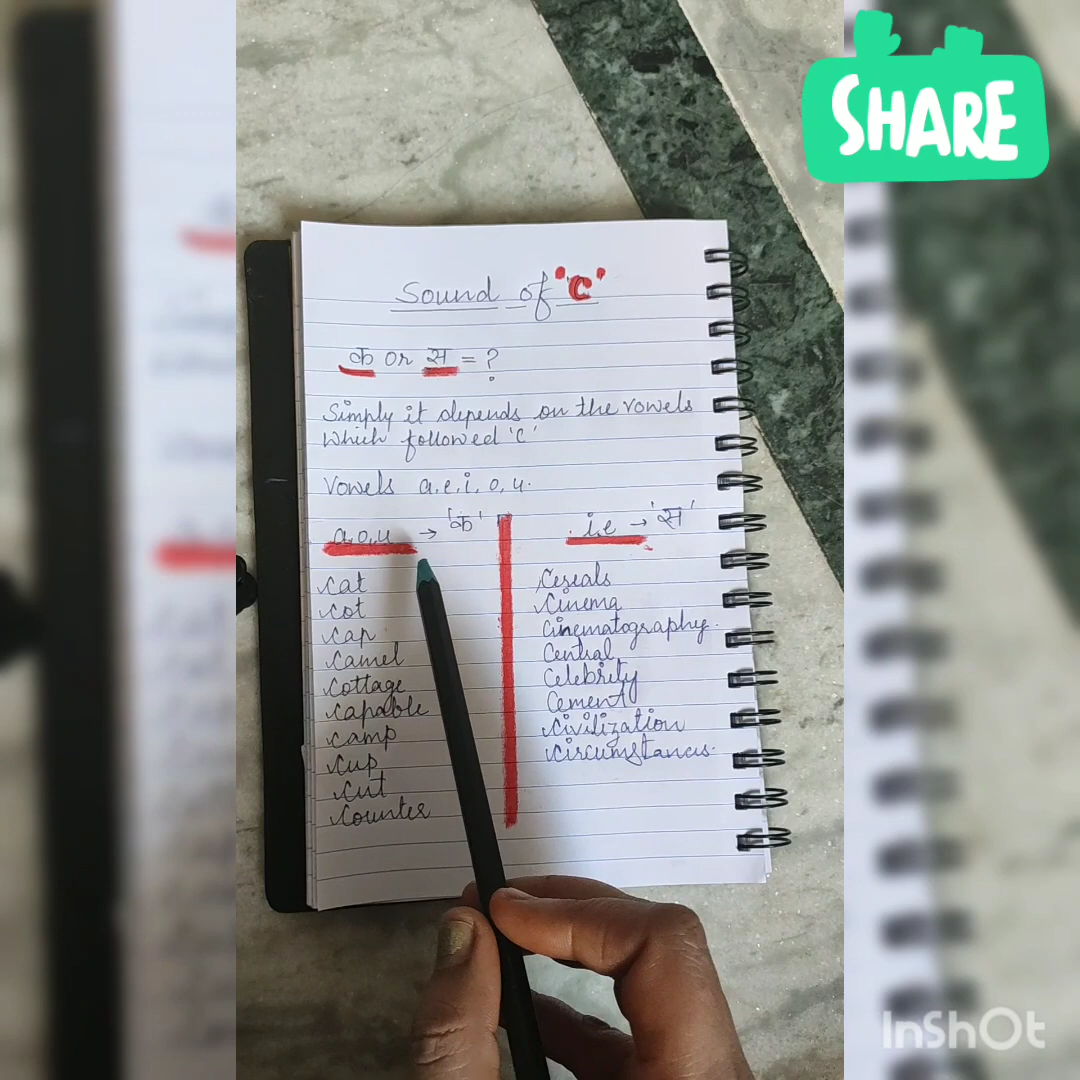 SHARE
Sound of "C"
क or स = ?
Simply it depends on the vowels
which followed 'C'
Vowels a, e, i, o, u.
a, o, u → 'क'
cat
cot
cap
camel
cottage
capable
camp
cup
cut
counter
i, e → 'स'
cereals
cinema
cinematography.
central
celebrity
cement
civilization
circumstances.
InShOt